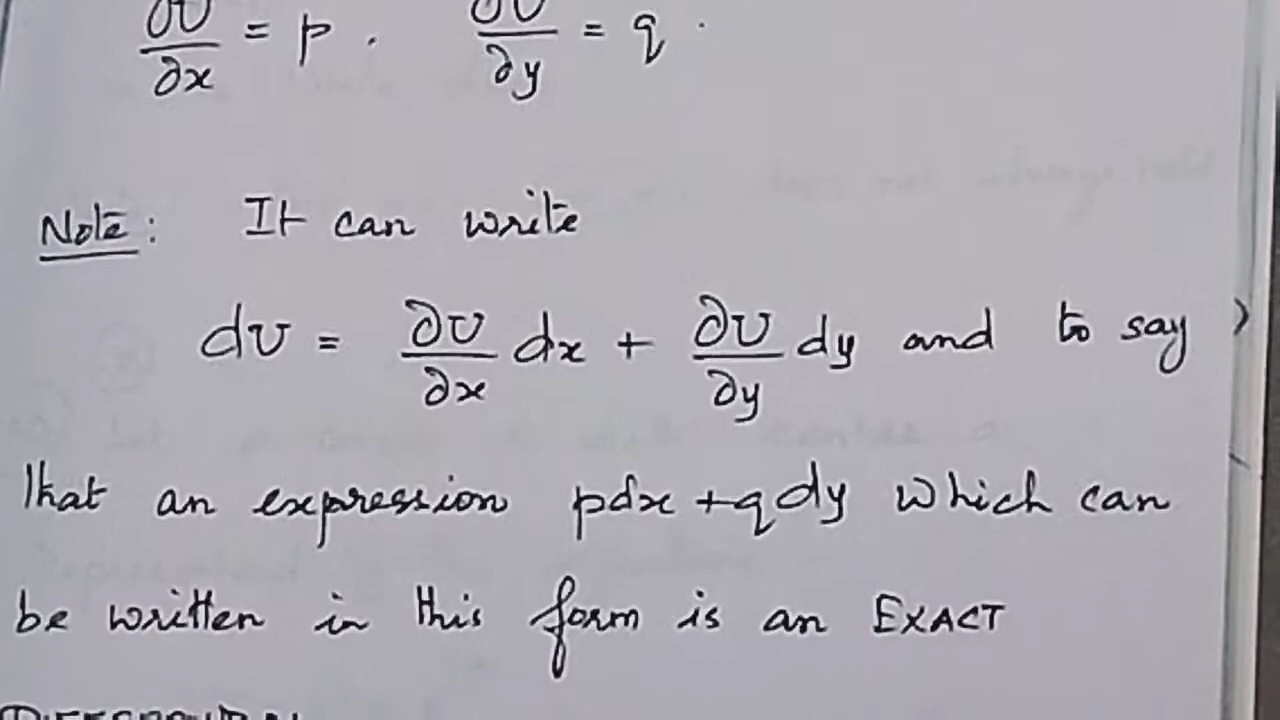 ∂U/∂x = p . ∂U/∂y = q .
Note: It can write
dU = ∂U/∂x dx + ∂U/∂y dy and to say
that an expression pdx + q dy which can
be written in this form is an EXACT